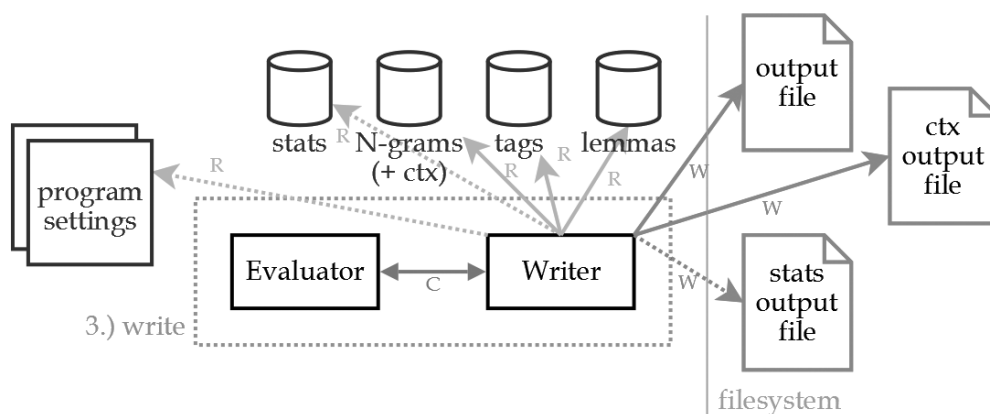 stats
N-grams
(+ ctx)
tags
lemmas
output
file
ctx
output
file
program
settings
R
R
R
R
R
W
W
W
Evaluator
C
Writer
stats
output
file
3.) write
filesystem